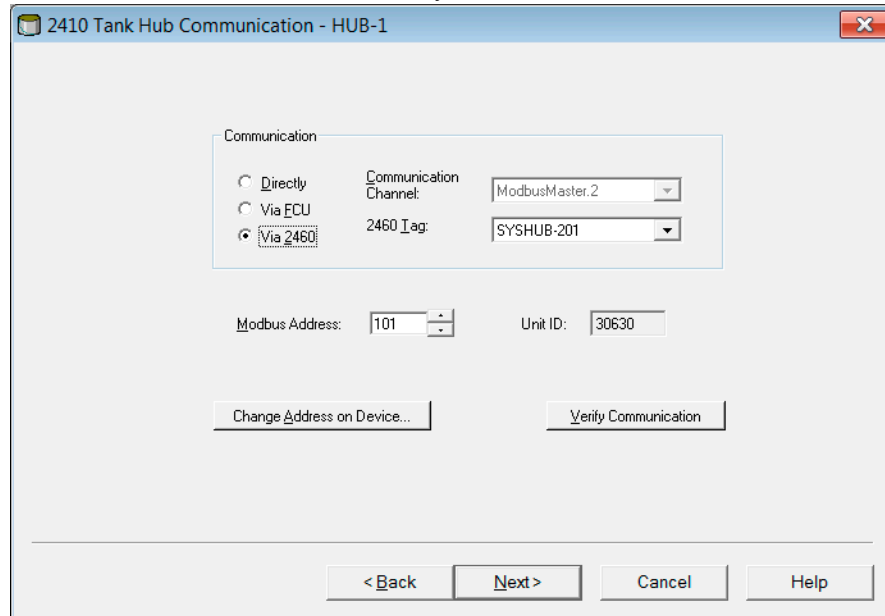 2410 Tank Hub Communication - HUB-1
Communication
Directly
Communication Channel:
ModbusMaster.2
Via FCU
Via 2460
2460 Tag:
SYSHUB-201
Modbus Address: 101 Unit ID: 30630
Change Address on Device... Verify Communication
< Back Next > Cancel Help